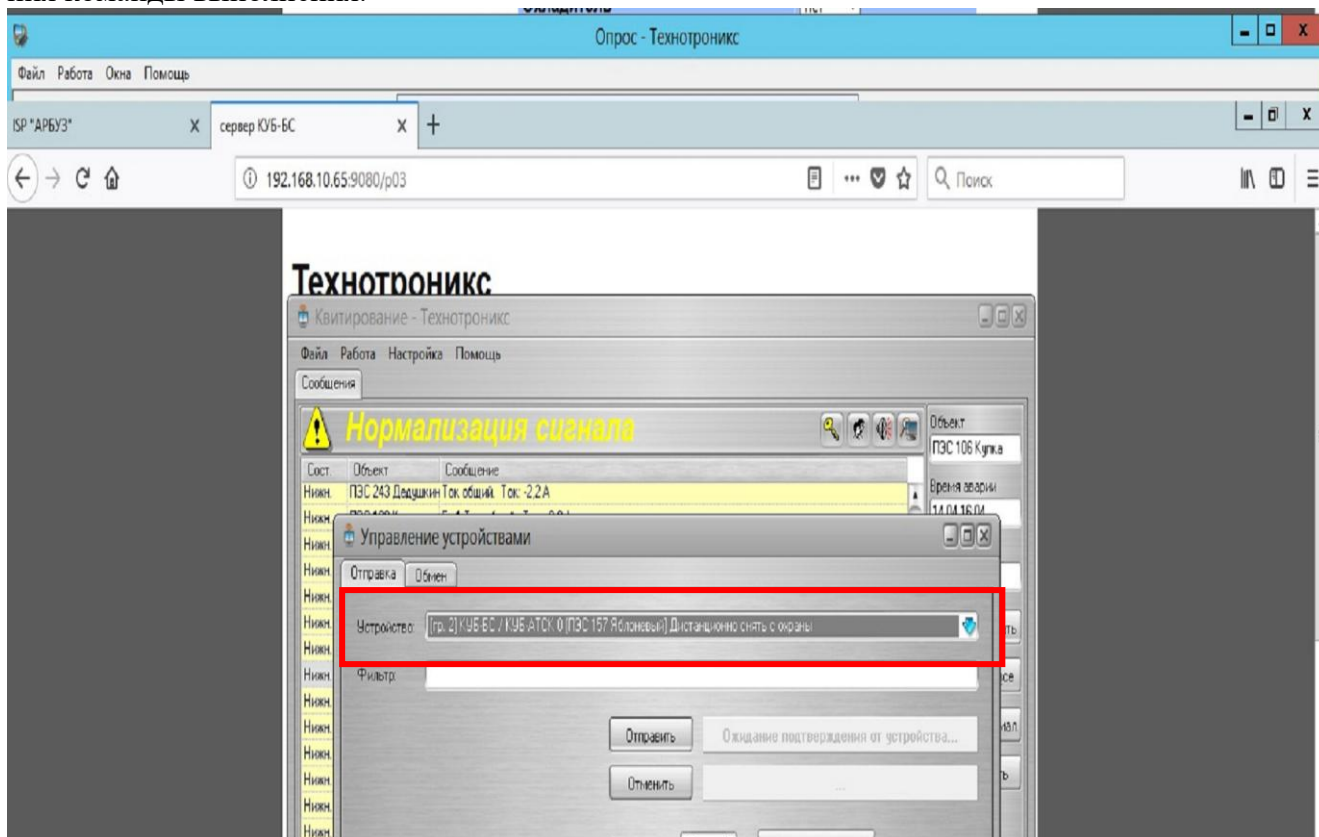 Опрос - Технотроникс
Файл Работа Окна Помощь
ISP "АРБУЗ" X сервер КУБ-БС X +
192.168.10.65:9080/p03
Поиск
Технотроникс
Квитирование - Технотроникс
Файл Работа Настройка Помощь
Сообщения
Нормализация сигнала
Объект
ПЭС 106 Купка
Сост. Объект Сообщение
Время аварии
Нижн. ПЭС 243 Дедушкин Ток общий. Ток: -2.2 А
14.04 16:04
Нижн.
Управление устройствами
Нижн.
Нижн.
Отправка Обмен
Нижн.
Нижн.
Устройство: [гр. 2] КУБ-БС / КУБ-АТСК 0 [ПЭС 157 Яблоневый] Дистанционно снять с охраны
Нижн.
Нижн.
Фильтр:
Нижн.
Нижн.
Отправить Ожидание подтверждения от устройства...
Нижн.
Нижн.
Отменить ...
Нижн.
Нижн.